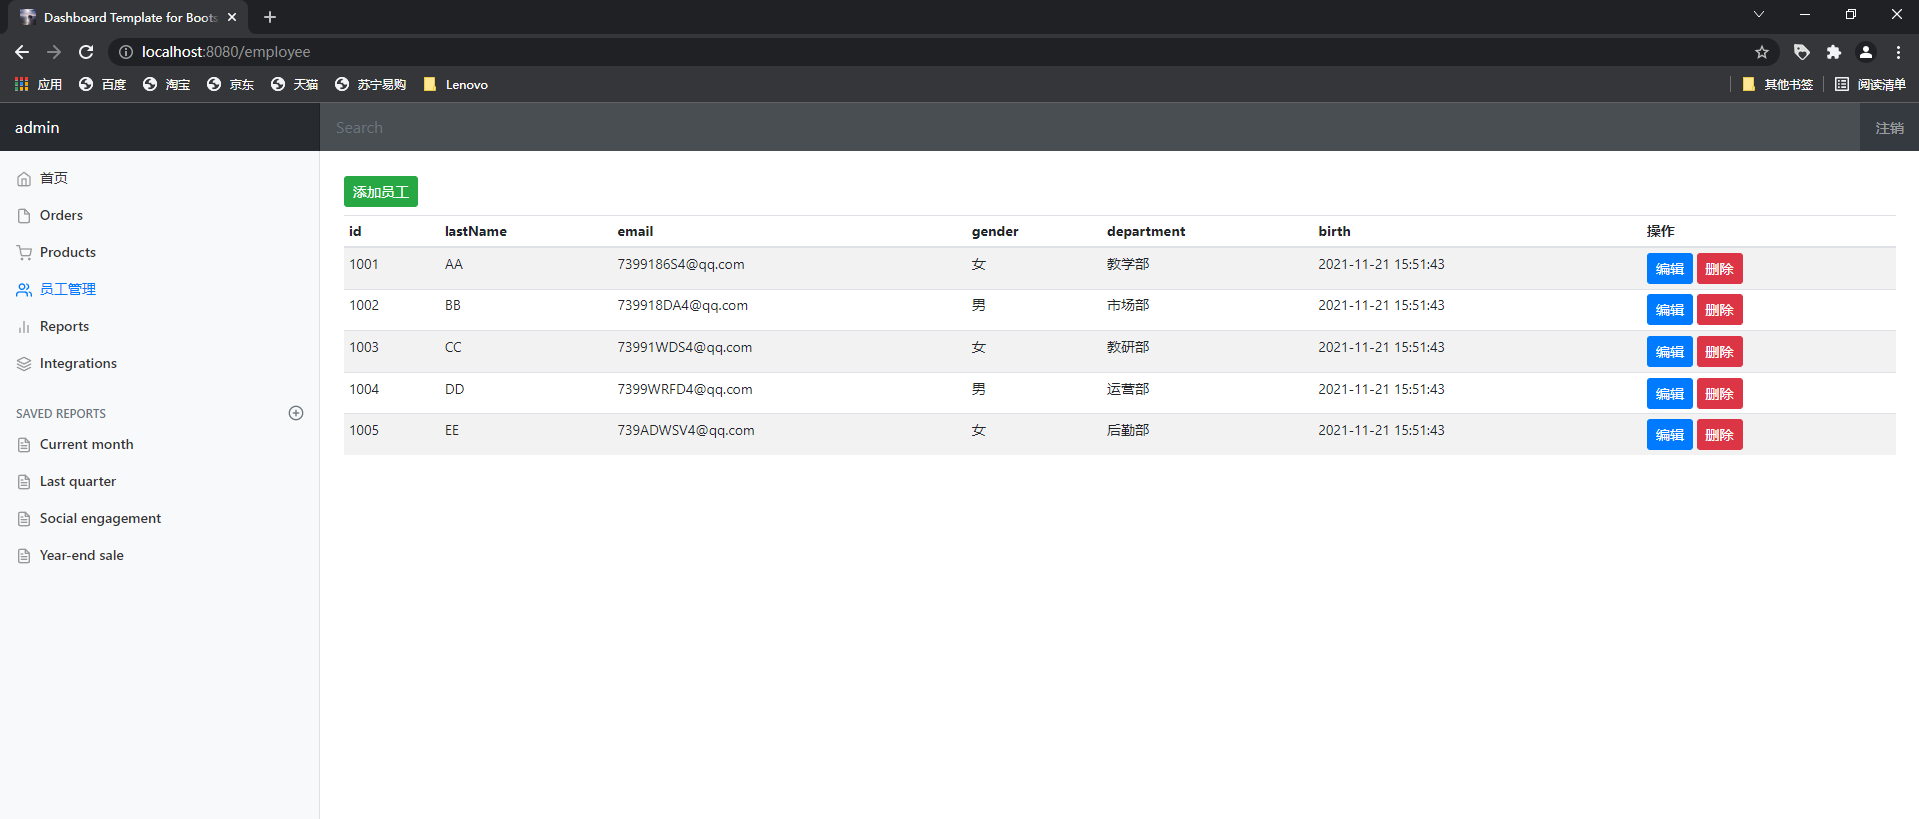 Dashboard Template for Boots
localhost:8080/employee
应用 百度 淘宝 京东 天猫 苏宁易购 Lenovo 其他书签 阅读清单
admin Search 注销
首页
Orders
Products
员工管理
Reports
Integrations
SAVED REPORTS
Current month
Last quarter
Social engagement
Year-end sale
添加员工
id lastName email gender department birth 操作
1001 AA 7399186S4@qq.com 女 教学部 2021-11-21 15:51:43 编辑 删除
1002 BB 739918DA4@qq.com 男 市场部 2021-11-21 15:51:43 编辑 删除
1003 CC 73991WDS4@qq.com 女 教研部 2021-11-21 15:51:43 编辑 删除
1004 DD 7399WRFD4@qq.com 男 运营部 2021-11-21 15:51:43 编辑 删除
1005 EE 739ADWSV4@qq.com 女 后勤部 2021-11-21 15:51:43 编辑 删除